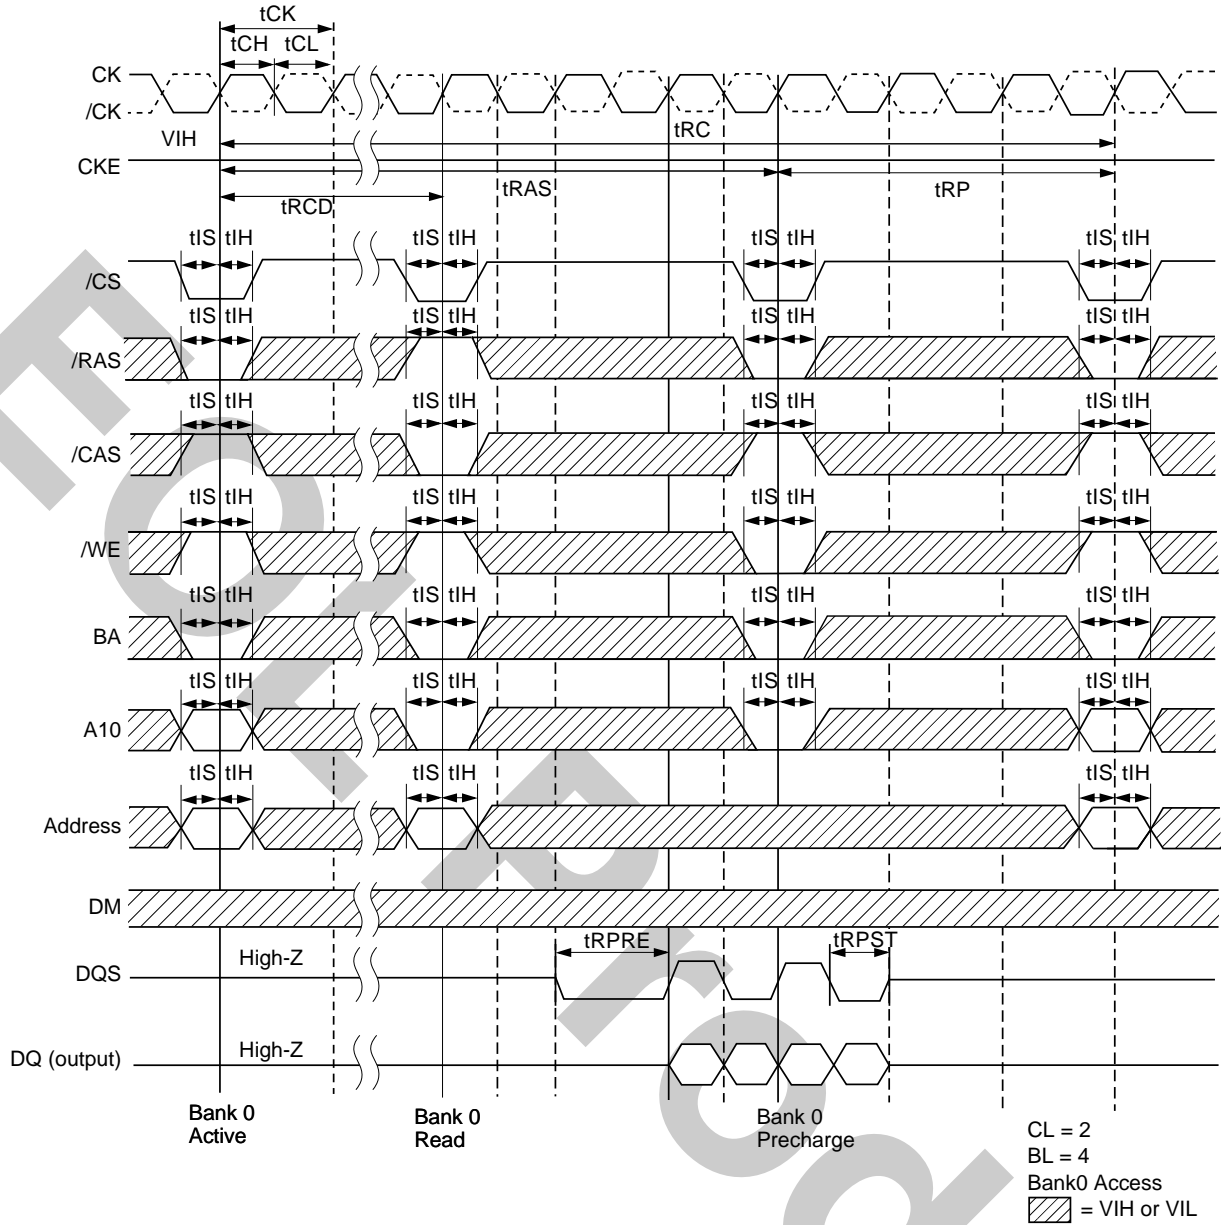 tCK
tCH tCL
CK
/CK
VIH
tRC
CKE
tRAS
tRP
tRCD
tIS tIH tIS tIH tIS tIH tIS tIH
/CS
tIS tIH tIS tIH tIS tIH tIS tIH
/RAS
tIS tIH tIS tIH tIS tIH tIS tIH
/CAS
tIS tIH tIS tIH tIS tIH tIS tIH
/WE
tIS tIH tIS tIH tIS tIH tIS tIH
BA
tIS tIH tIS tIH tIS tIH tIS tIH
A10
tIS tIH tIS tIH tIS tIH
Address
DM
tRPRE tRPST
High-Z
DQS
High-Z
DQ (output)
Bank 0
Active
Bank 0
Read
Bank 0
Precharge
CL = 2
BL = 4
Bank0 Access
= VIH or VIL
EOL Prod